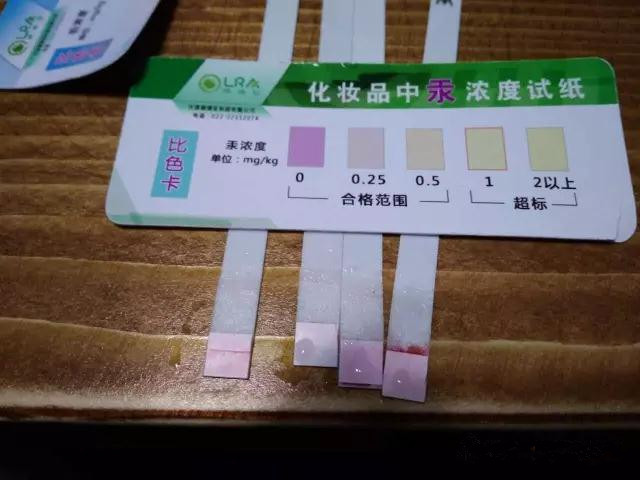 LRA
化妆品中汞浓度试纸
比色卡
汞浓度
单位：mg/kg
0
0.25
0.5
1
2以上
合格范围
超标
LRA